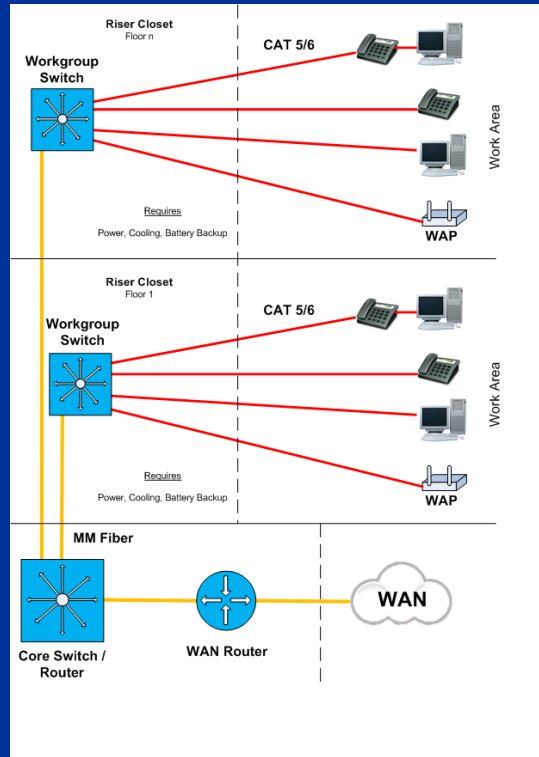 Riser Closet
Floor n
CAT 5/6
Workgroup
Switch
Work Area
Requires
Power, Cooling, Battery Backup
WAP
Riser Closet
Floor 1
CAT 5/6
Workgroup
Switch
Work Area
Requires
Power, Cooling, Battery Backup
WAP
MM Fiber
WAN
Core Switch /
Router
WAN Router